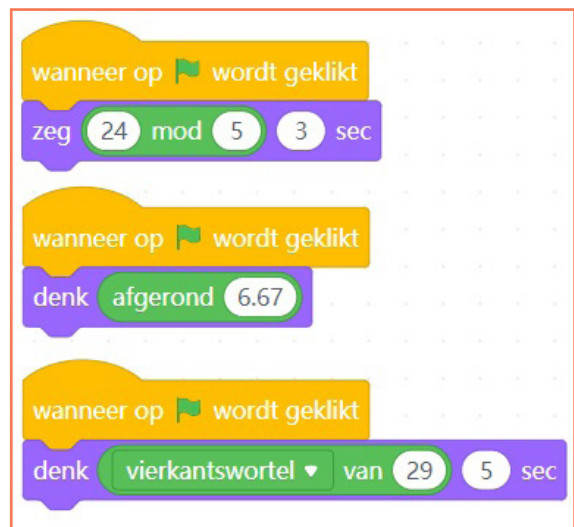 wanneer op wordt geklikt
zeg 24 mod 5 3 sec
wanneer op wordt geklikt
denk afgerond 6.67
wanneer op wordt geklikt
denk vierkantswortel van 29 5 sec